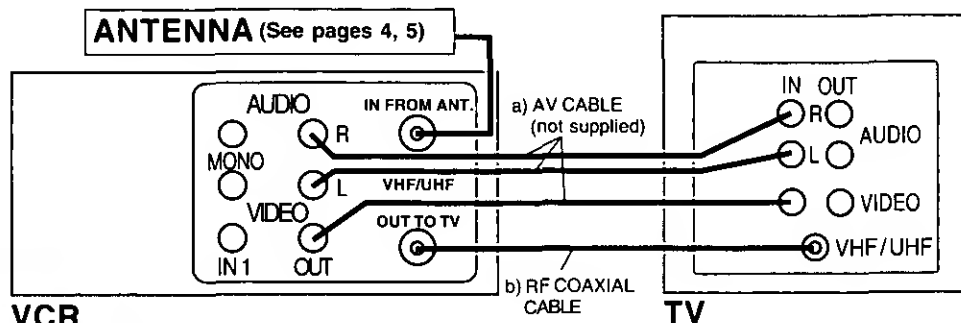 ANTENNA (See pages 4, 5)
AUDIO
IN FROM ANT.
R
MONO
L
VHF/UHF
VIDEO
OUT TO TV
IN 1
OUT
VCR
a) AV CABLE
(not supplied)
b) RF COAXIAL
CABLE
IN OUT
R
AUDIO
L
VIDEO
VHF/UHF
TV